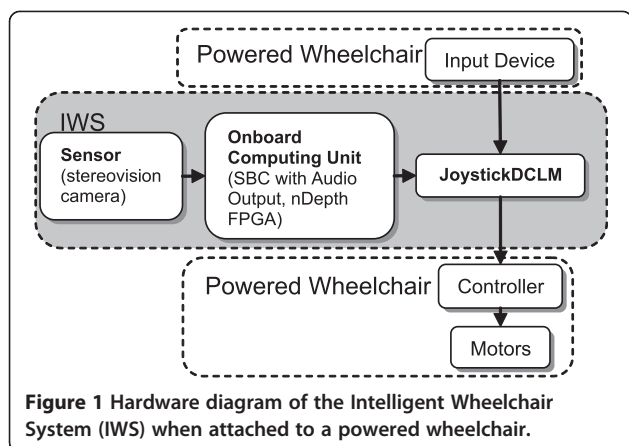 Powered Wheelchair
Input Device
IWS
Sensor
(stereovision
camera)
Onboard
Computing Unit
(SBC with Audio
Output, nDepth
FPGA)
JoystickDCLM
Powered Wheelchair
Controller
Motors
Figure 1 Hardware diagram of the Intelligent Wheelchair
System (IWS) when attached to a powered wheelchair.